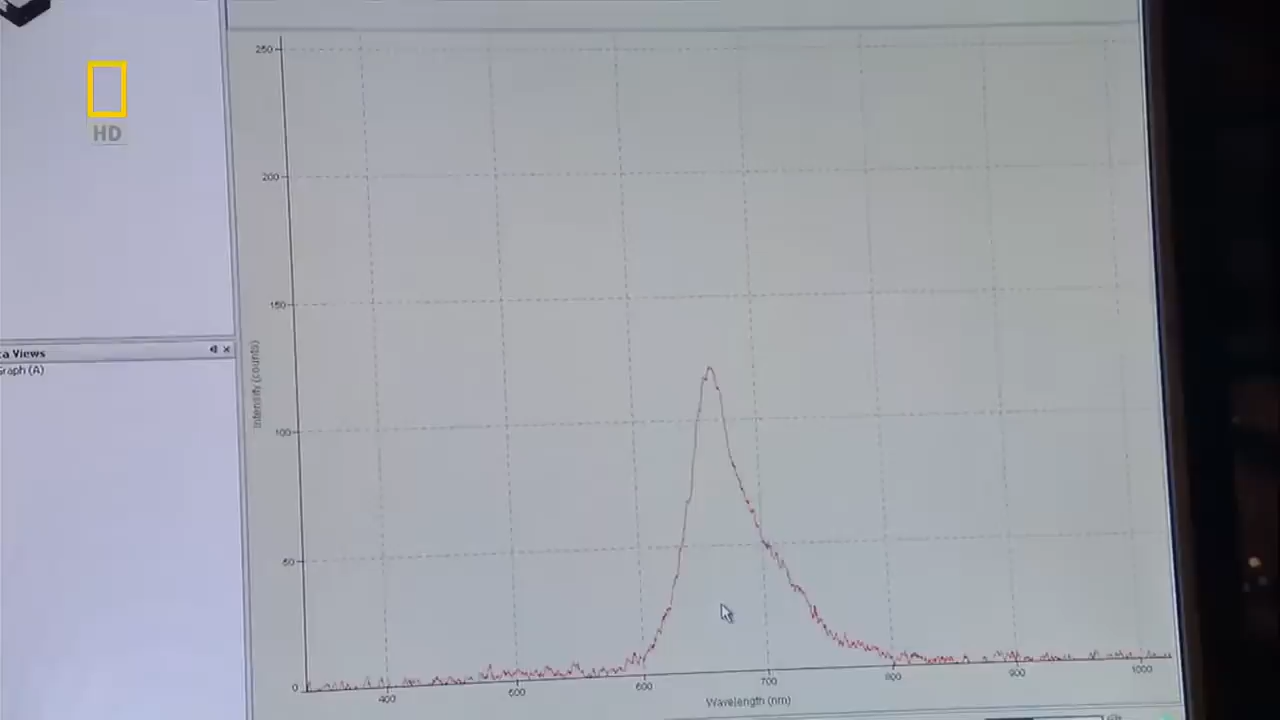 HD
250
200
150
100
50
0
Intensity (counts)
ta Views
Graph (A)
400
500
600
700
800
900
1000
Wavelength (nm)